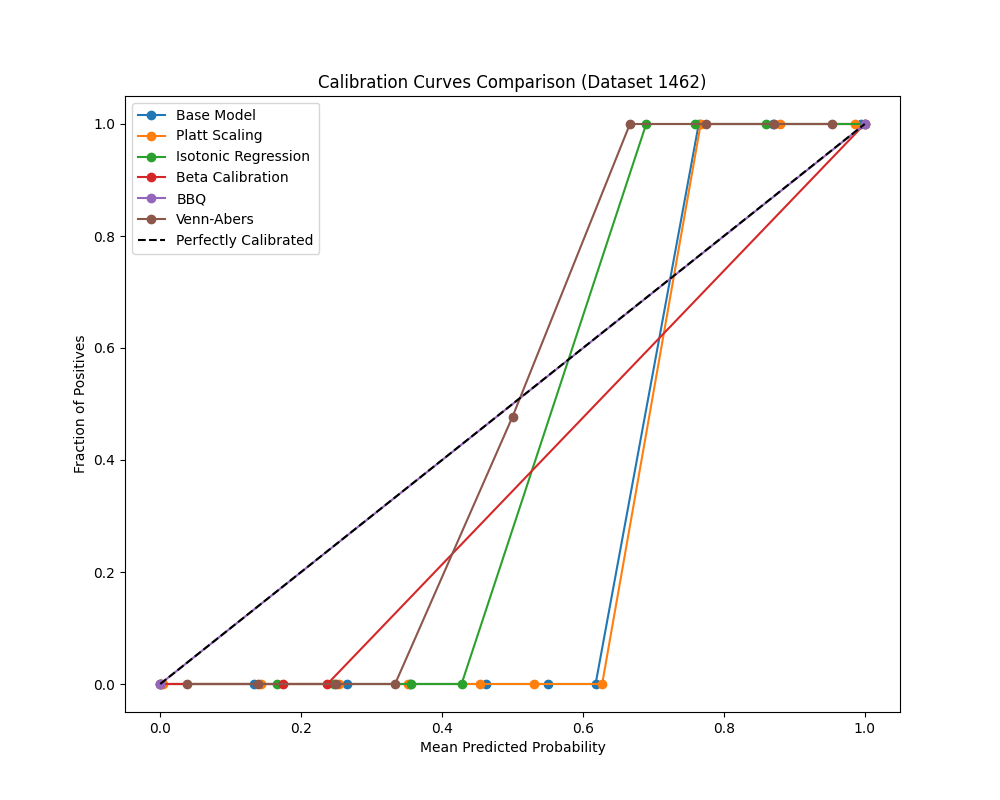 Calibration Curves Comparison (Dataset 1462)
Base Model
Platt Scaling
Isotonic Regression
Beta Calibration
BBQ
Venn-Abers
Perfectly Calibrated
1.0
0.8
0.6
0.4
0.2
0.0
Fraction of Positives
0.0 0.2 0.4 0.6 0.8 1.0
Mean Predicted Probability